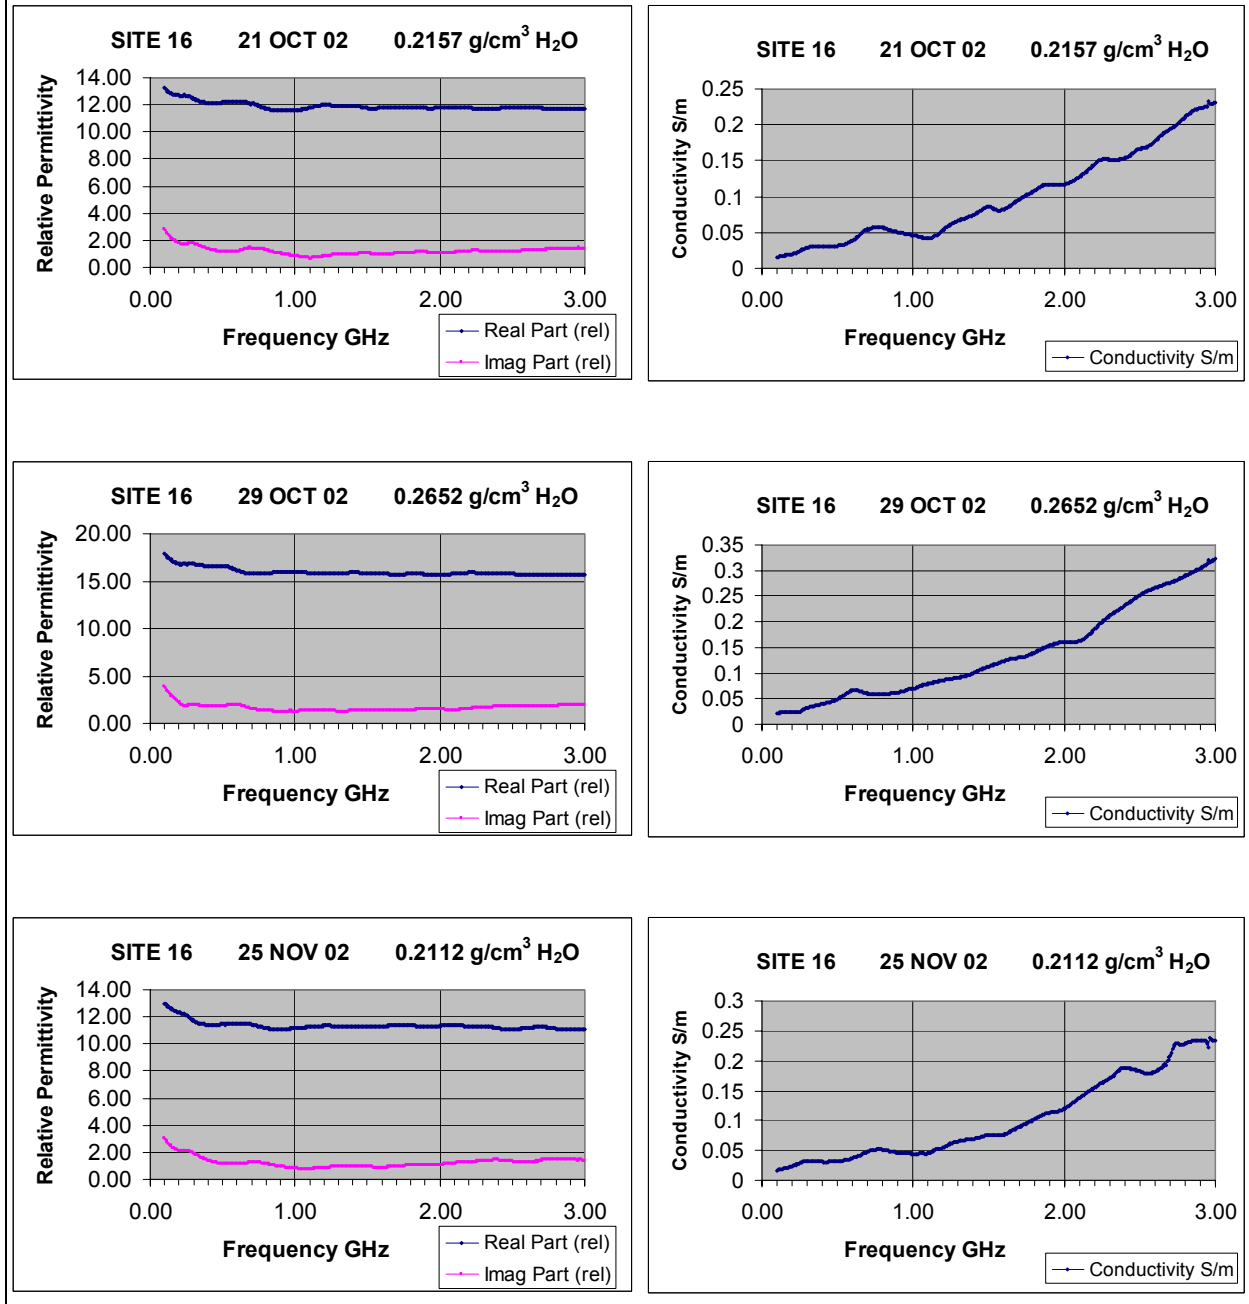 SITE 16 21 OCT 02 0.2157 g/cm³ H₂O
Relative Permittivity
14.00
12.00
10.00
8.00
6.00
4.00
2.00
0.00
0.00 1.00 2.00 3.00
Frequency GHz
Real Part (rel)
Imag Part (rel)
SITE 16 21 OCT 02 0.2157 g/cm³ H₂O
Conductivity S/m
0.25
0.2
0.15
0.1
0.05
0
0.00 1.00 2.00 3.00
Frequency GHz
Conductivity S/m
SITE 16 29 OCT 02 0.2652 g/cm³ H₂O
Relative Permittivity
20.00
15.00
10.00
5.00
0.00
0.00 1.00 2.00 3.00
Frequency GHz
Real Part (rel)
Imag Part (rel)
SITE 16 29 OCT 02 0.2652 g/cm³ H₂O
Conductivity S/m
0.35
0.3
0.25
0.2
0.15
0.1
0.05
0
0.00 1.00 2.00 3.00
Frequency GHz
Conductivity S/m
SITE 16 25 NOV 02 0.2112 g/cm³ H₂O
Relative Permittivity
14.00
12.00
10.00
8.00
6.00
4.00
2.00
0.00
0.00 1.00 2.00 3.00
Frequency GHz
Real Part (rel)
Imag Part (rel)
SITE 16 25 NOV 02 0.2112 g/cm³ H₂O
Conductivity S/m
0.3
0.25
0.2
0.15
0.1
0.05
0
0.00 1.00 2.00 3.00
Frequency GHz
Conductivity S/m